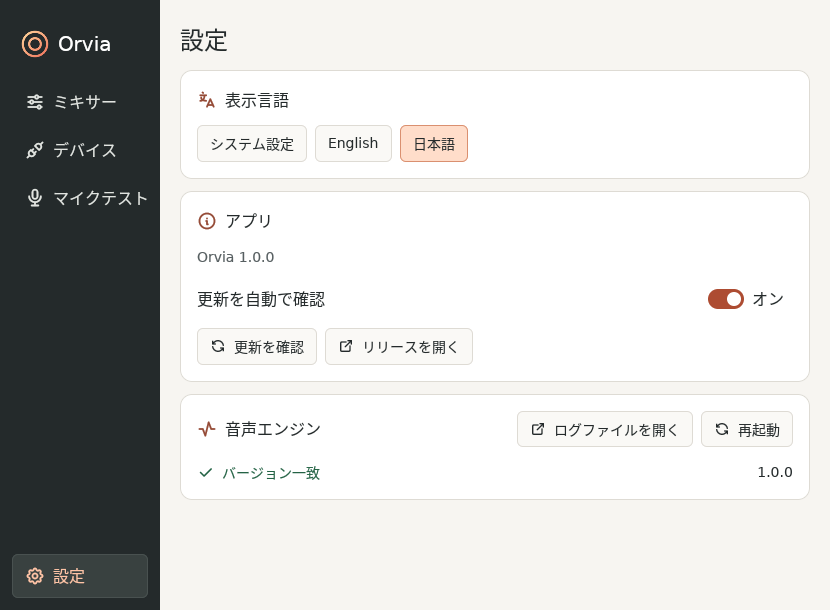 Orvia
ミキサー
デバイス
マイクテスト
設定
設定
表示言語
システム設定
English
日本語
アプリ
Orvia 1.0.0
更新を自動で確認
オン
更新を確認
リリースを開く
音声エンジン
ログファイルを開く
再起動
バージョン一致
1.0.0